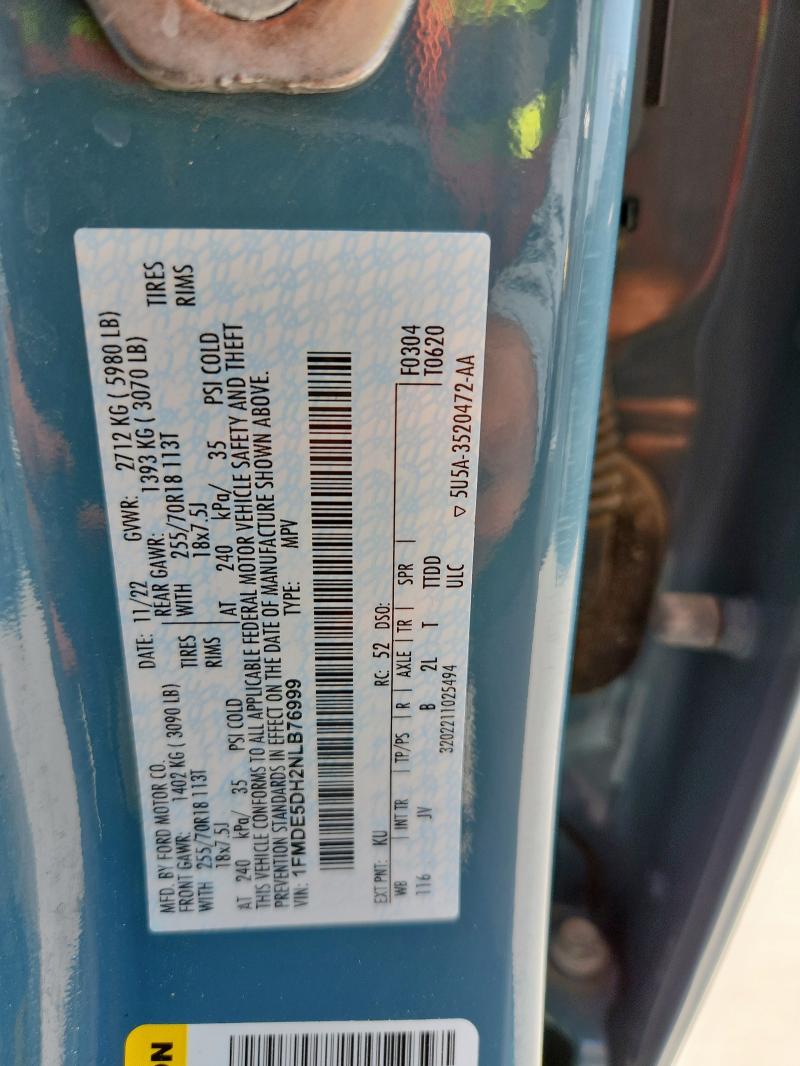 MFD. BY FORD MOTOR CO.
DATE: 11/22 GVWR: 2712 KG ( 5980 LB)
FRONT GAWR: 1402 KG ( 3090 LB) REAR GAWR: 1393 KG ( 3070 LB)
WITH 255/70R18 113T TIRES WITH 255/70R18 113T TIRES
18x7.5J RIMS 18x7.5J RIMS
AT 240 kPa/ 35 PSI COLD AT 240 kPa/ 35 PSI COLD
THIS VEHICLE CONFORMS TO ALL APPLICABLE FEDERAL MOTOR VEHICLE SAFETY AND THEFT
PREVENTION STANDARDS IN EFFECT ON THE DATE OF MANUFACTURE SHOWN ABOVE.
VIN: 1FMDE5DH2NLB76999 TYPE: MPV
EXT PNT: KU RC: 52 DSO: F0304
WB INT TR TP/PS R AXLE TR SPR T0620
116 JV B 2L T TTDD
3202211025494 ULC ▽ 5U5A-3520472-AA